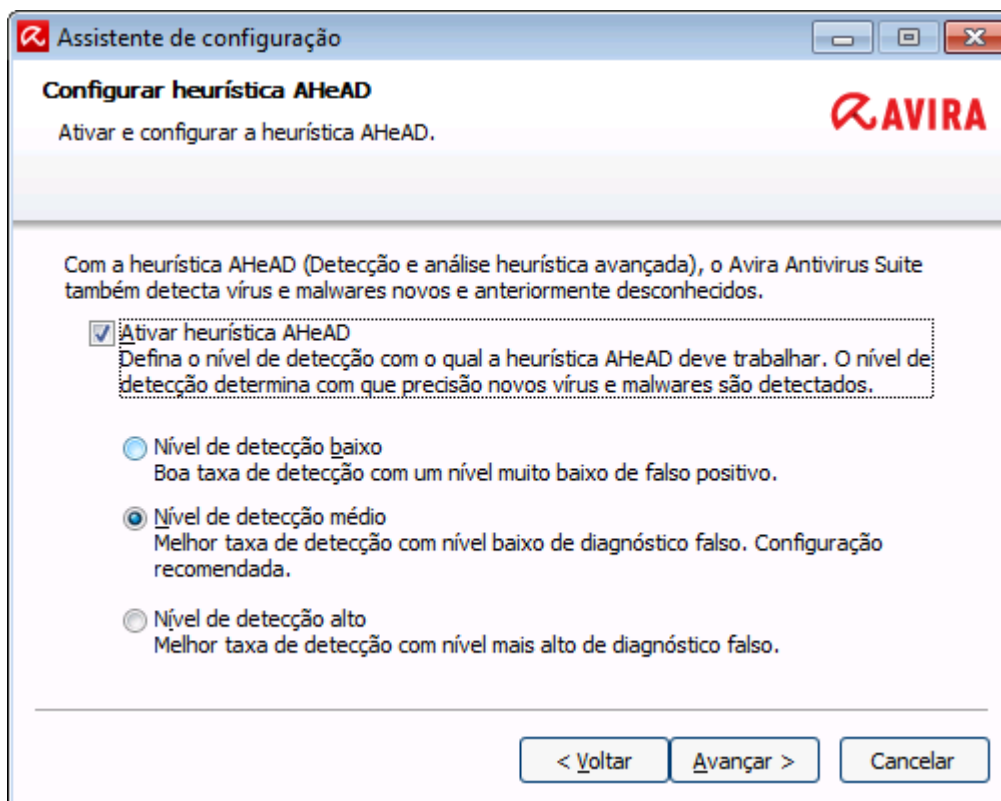 Assistente de configuração
Configurar heurística AHeAD
Ativar e configurar a heurística AHeAD.
AVIRA
Com a heurística AHeAD (Detecção e análise heurística avançada), o Avira Antivirus Suite
também detecta vírus e malwares novos e anteriormente desconhecidos.
Ativar heurística AHeAD
Defina o nível de detecção com o qual a heurística AHeAD deve trabalhar. O nível de
detecção determina com que precisão novos vírus e malwares são detectados.
Nível de detecção baixo
Boa taxa de detecção com um nível muito baixo de falso positivo.
Nível de detecção médio
Melhor taxa de detecção com nível baixo de diagnóstico falso. Configuração
recomendada.
Nível de detecção alto
Melhor taxa de detecção com nível mais alto de diagnóstico falso.
< Voltar
Avançar >
Cancelar